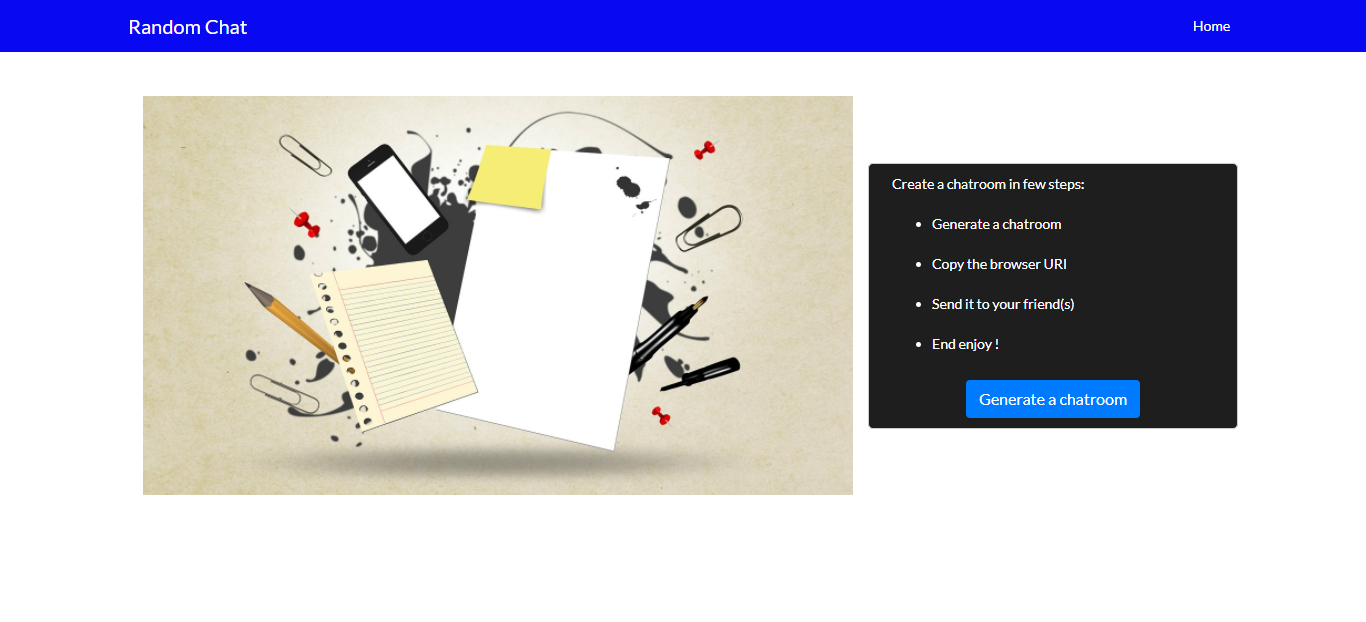 Random Chat
Home
Create a chatroom in few steps:
Generate a chatroom
Copy the browser URI
Send it to your friend(s)
End enjoy !
Generate a chatroom